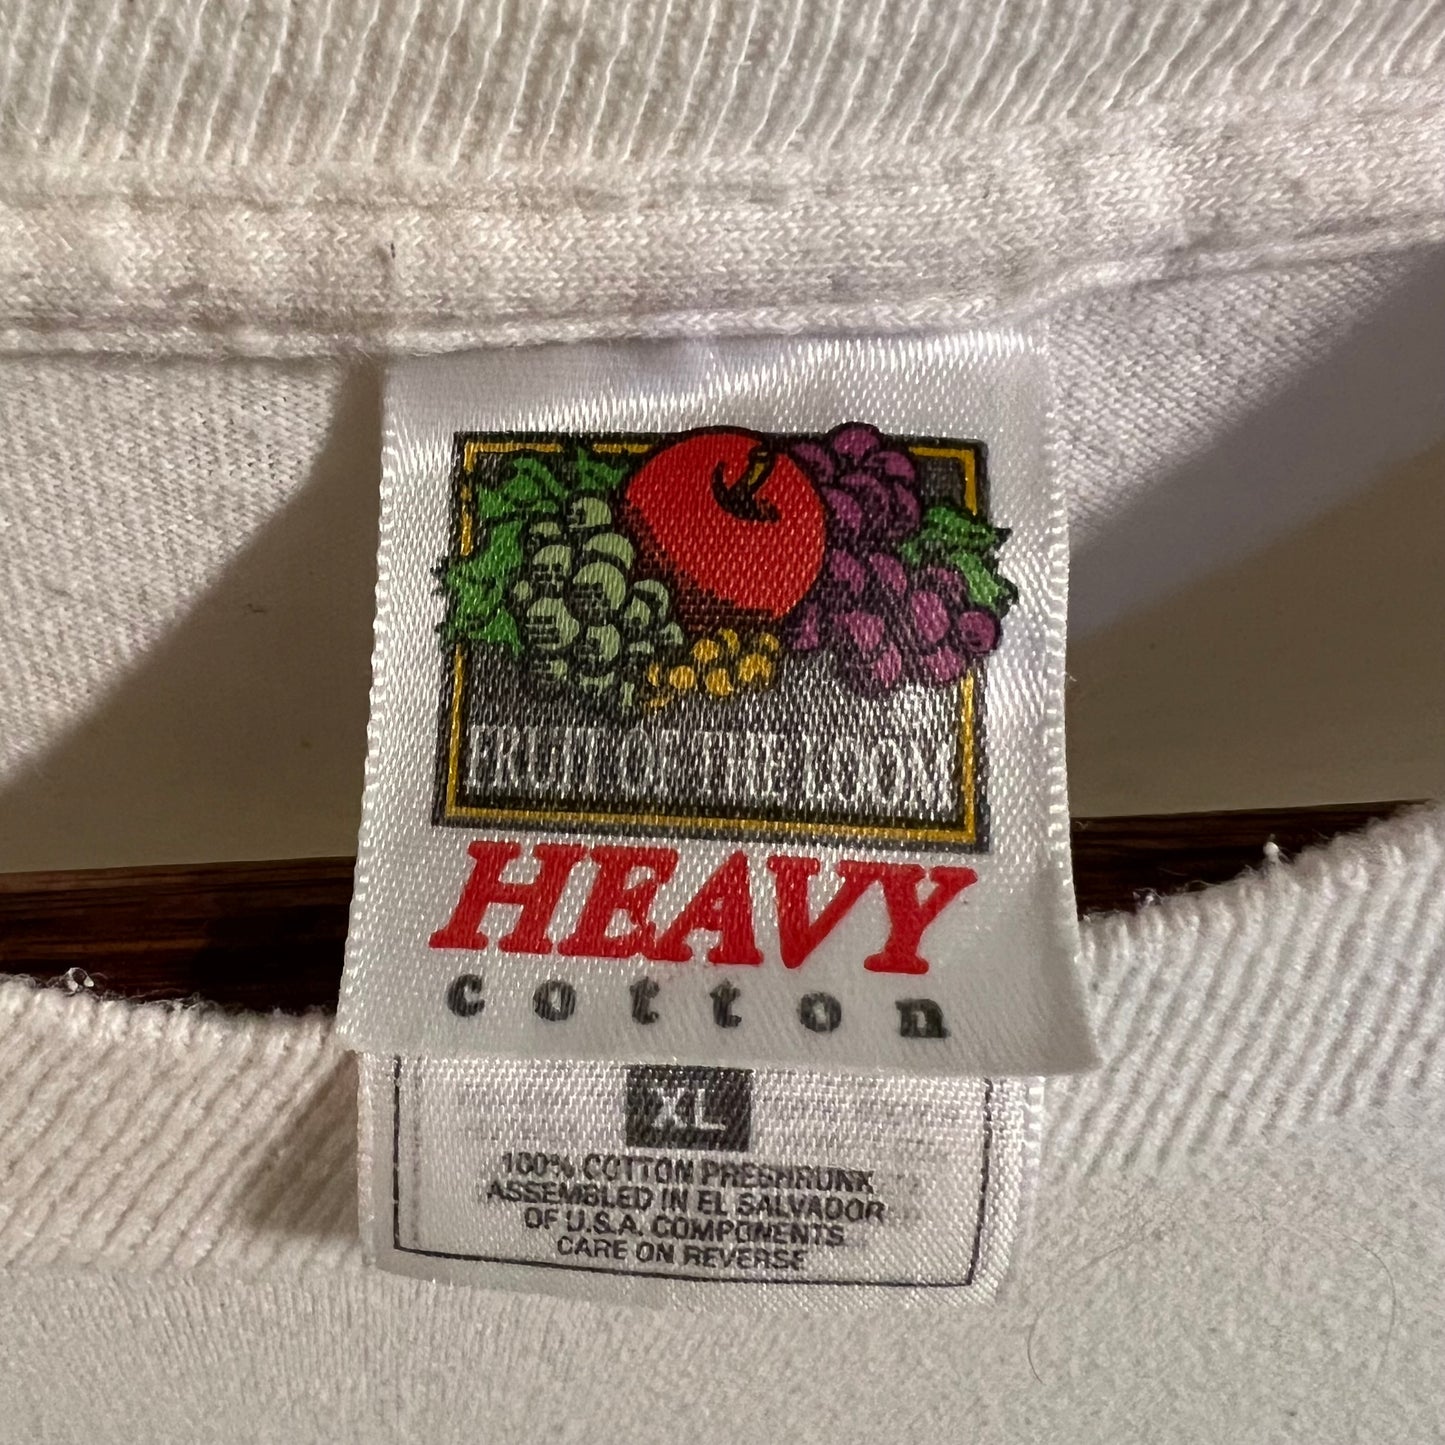 ®
FRUIT OF THE LOOM
HEAVY
cotton
XL
100% COTTON PRESHRUNK
ASSEMBLED IN EL SALVADOR
OF U.S.A. COMPONENTS
CARE ON REVERSE